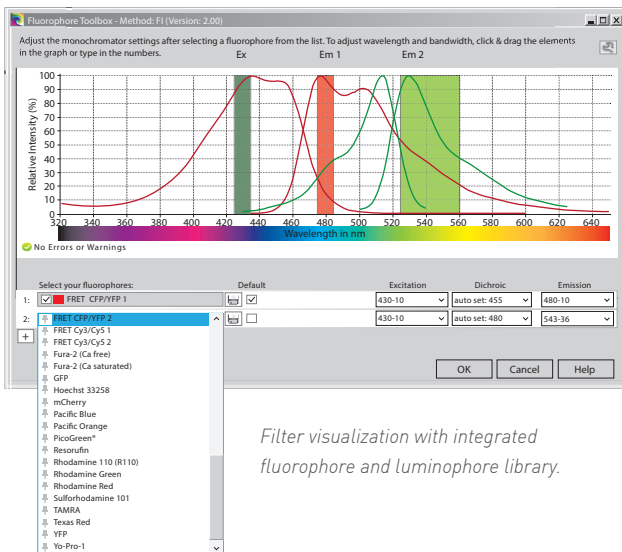 Fluorophore Toolbox - Method: FI (Version: 2.00)
Adjust the monochromator settings after selecting a fluorophore from the list. To adjust wavelength and bandwidth, click & drag the elements
in the graph or type in the numbers.
Ex Em 1 Em 2
Relative Intensity (%)
100
90
80
70
60
50
40
30
20
10
0
320 340 360 380 400 420 440 460 480 500 520 540 560 580 600 620 640
Wavelength in nm
No Errors or Warnings
Select your fluorophores: Default Excitation Dichroic Emission
1: FRET CFP/YFP 1 430-10 auto set: 455 480-10
2: FRET CFP/YFP 2 430-10 auto set: 480 543-36
+
FRET Cy3/Cy5 1
FRET Cy3/Cy5 2
Fura-2 (Ca free)
Fura-2 (Ca saturated)
GFP
Hoechst 33258
mCherry
Pacific Blue
Pacific Orange
PicoGreen®
Resorufin
Rhodamine 110 (R110)
Rhodamine Green
Rhodamine Red
Sulforhodamine 101
TAMRA
Texas Red
YFP
Yo-Pro-1
OK Cancel Help
Filter visualization with integrated
fluorophore and luminophore library.